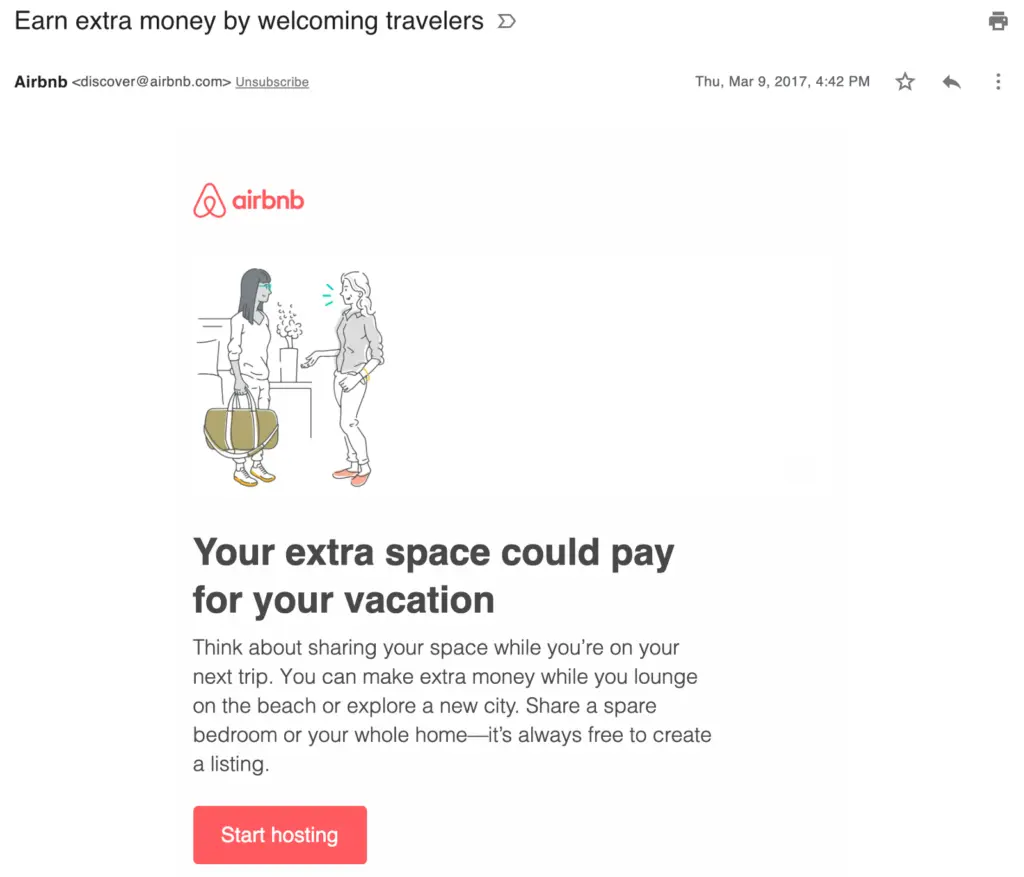 Earn extra money by welcoming travelers
Airbnb <discover@airbnb.com> Unsubscribe
Thu, Mar 9, 2017, 4:42 PM
airbnb
Your extra space could pay
for your vacation
Think about sharing your space while you’re on your
next trip. You can make extra money while you lounge
on the beach or explore a new city. Share a spare
bedroom or your whole home—it’s always free to create
a listing.
Start hosting